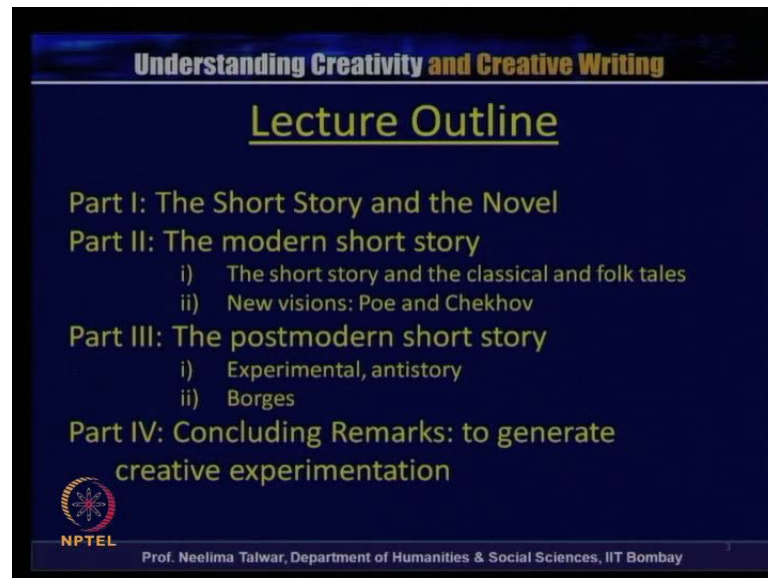 Understanding Creativity and Creative Writing
Lecture Outline
Part I: The Short Story and the Novel
Part II: The modern short story
i) The short story and the classical and folk tales
ii) New visions: Poe and Chekhov
Part III: The postmodern short story
i) Experimental, antistory
ii) Borges
Part IV: Concluding Remarks: to generate
creative experimentation
NPTEL
Prof. Neelima Talwar, Department of Humanities & Social Sciences, IIT Bombay
3